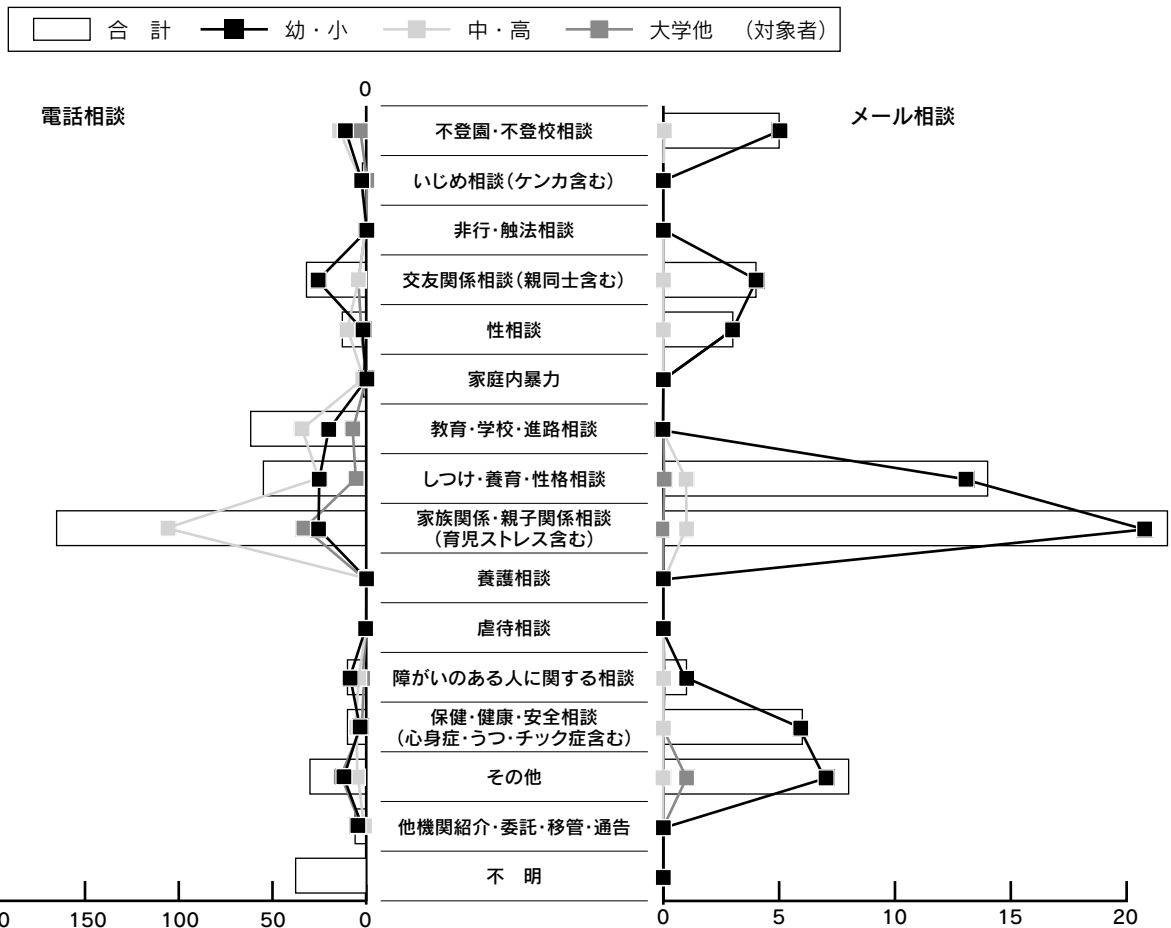 合　計　幼・小　中・高　大学他　（対象者）
0
電話相談
メール相談
不登園・不登校相談
いじめ相談（ケンカ含む）
非行・触法相談
交友関係相談（親同士含む）
性相談
家庭内暴力
教育・学校・進路相談
しつけ・養育・性格相談
家族関係・親子関係相談
（育児ストレス含む）
養護相談
虐待相談
障がいのある人に関する相談
保健・健康・安全相談
（心身症・うつ・チック症含む）
その他
他機関紹介・委託・移管・通告
不　明
0 150 100 50 0 0 5 10 15 20